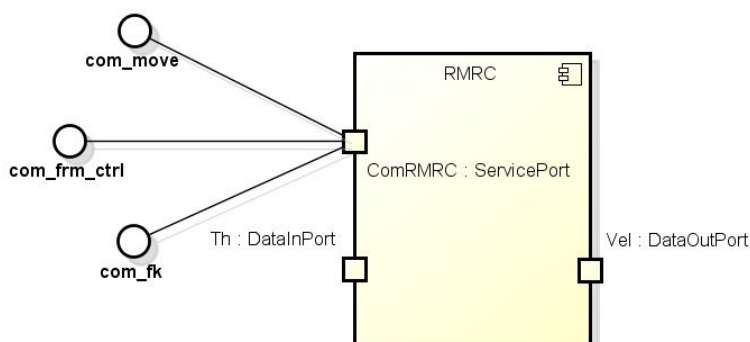 com_move
RMRC
com_frm_ctrl
ComRMRC : ServicePort
Th : DataInPort
Vel : DataOutPort
com_fk